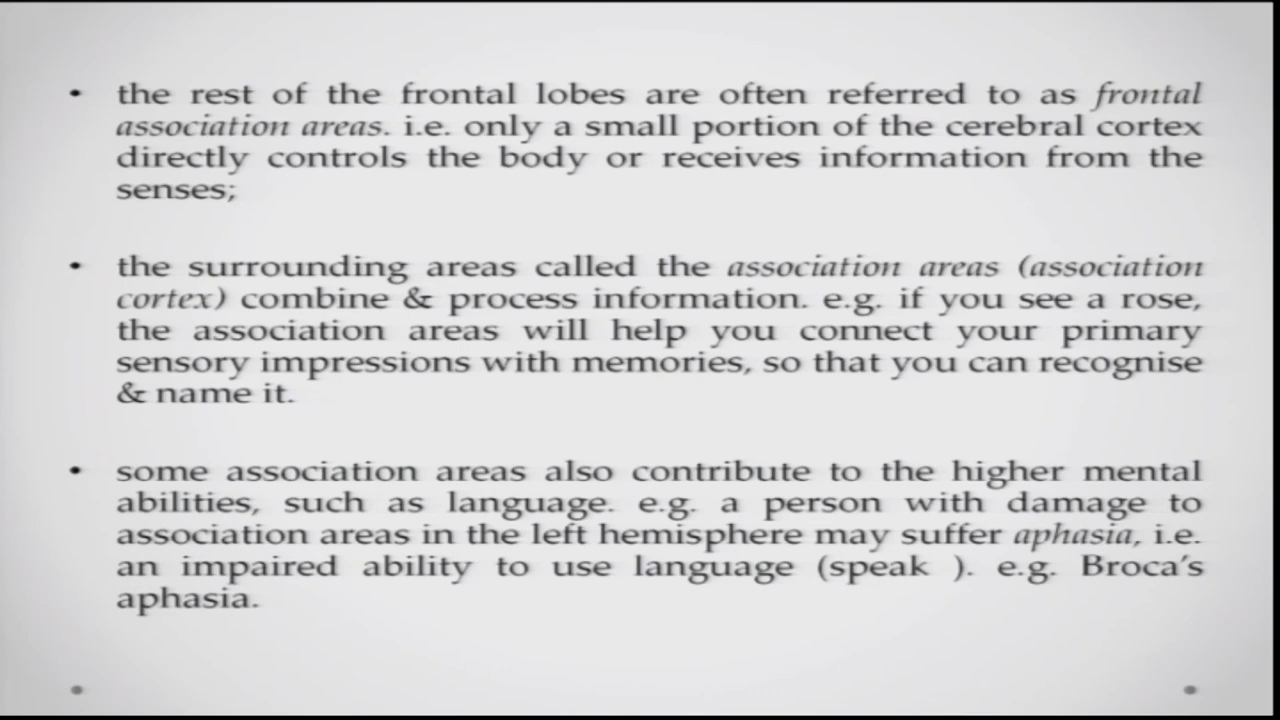 • the rest of the frontal lobes are often referred to as frontal
association areas. i.e. only a small portion of the cerebral cortex
directly controls the body or receives information from the
senses;
• the surrounding areas called the association areas (association
cortex) combine & process information. e.g. if you see a rose,
the association areas will help you connect your primary
sensory impressions with memories, so that you can recognise
& name it.
• some association areas also contribute to the higher mental
abilities, such as language. e.g. a person with damage to
association areas in the left hemisphere may suffer aphasia, i.e.
an impaired ability to use language (speak ). e.g. Broca's
aphasia.